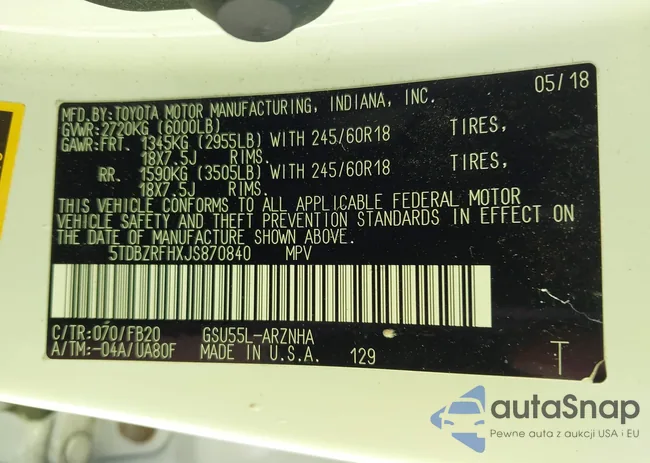 MFD.BY:TOYOTA MOTOR MANUFACTURING, INDIANA, INC. 05/18
GVWR:2720KG (6000LB)
GAWR:FRT. 1345KG (2955LB) WITH 245/60R18 TIRES,
18X7.5J RIMS.
RR. 1590KG (3505LB) WITH 245/60R18 TIRES,
18X7.5J RIMS.
THIS VEHICLE CONFORMS TO ALL APPLICABLE FEDERAL MOTOR
VEHICLE SAFETY AND THEFT PREVENTION STANDARDS IN EFFECT ON
THE DATE OF MANUFACTURE SHOWN ABOVE.
5TDBZRFHXJS870840 MPV
C/TR:070/FB20 GSU55L-ARZNHA
A/TM:-04A/UA80F MADE IN U.S.A. 129 T
autaSnap
Pewne auta z aukcji USA i EU